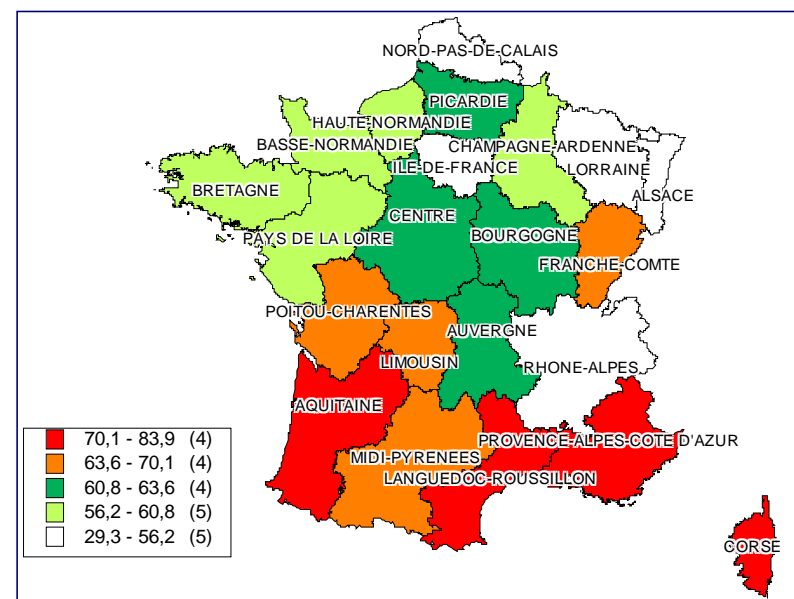 NORD-PAS-DE-CALAIS
PICARDIE
HAUTE-NORMANDIE
BASSE-NORMANDIE
CHAMPAGNE-ARDENNE
ILE-DE-FRANCE
LORRAINE
ALSACE
BRETAGNE
CENTRE
PAYS DE LA LOIRE
BOURGOGNE
FRANCHE-COMTE
POITOU-CHARENTES
AUVERGNE
LIMOUSIN
RHONE-ALPES
AQUITAINE
PROVENCE-ALPES-COTE D'AZUR
MIDI-PYRENEES
LANGUEDOC-ROUSSILLON
CORSE
70,1 - 83,9 (4)
63,6 - 70,1 (4)
60,8 - 63,6 (4)
56,2 - 60,8 (5)
29,3 - 56,2 (5)